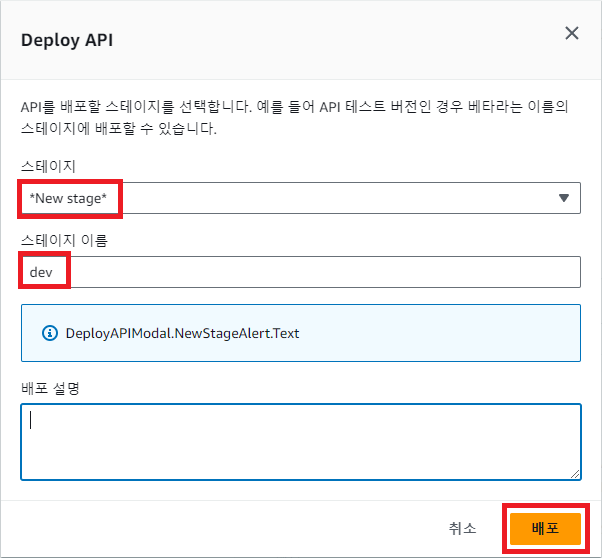 Deploy API
API를 배포할 스테이지를 선택합니다. 예를 들어 API 테스트 버전인 경우 베타라는 이름의
스테이지에 배포할 수 있습니다.
스테이지
*New stage*
스테이지 이름
dev
DeployAPIModal.NewStageAlert.Text
배포 설명
취소
배포